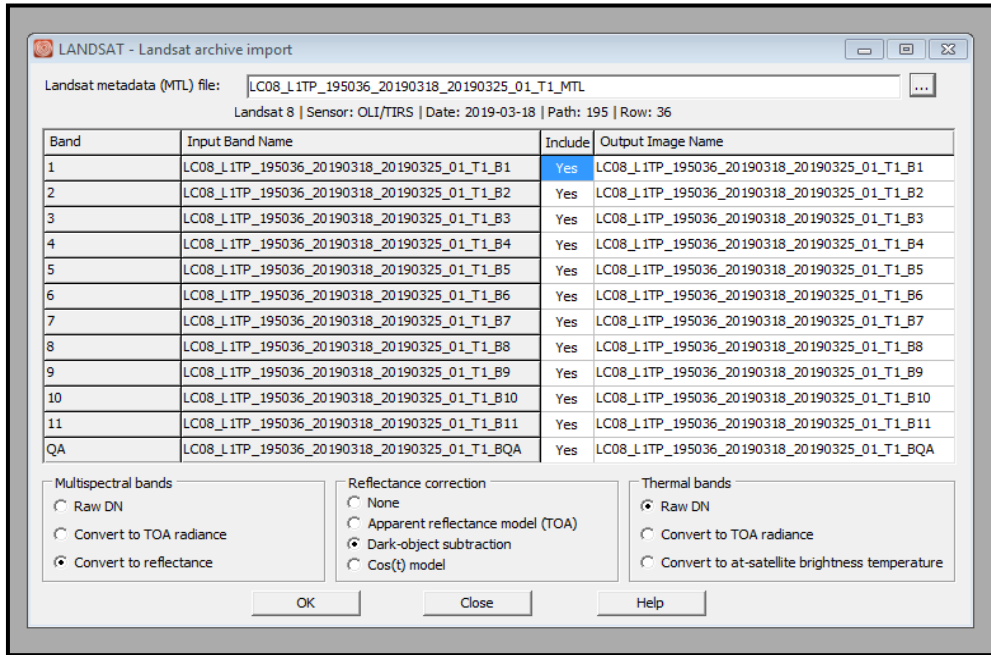 LANDSAT - Landsat archive import
Landsat metadata (MTL) file: LC08_L1TP_195036_20190318_20190325_01_T1_MTL ...
Landsat 8 | Sensor: OLI/TIRS | Date: 2019-03-18 | Path: 195 | Row: 36
Band Input Band Name Include Output Image Name
1 LC08_L1TP_195036_20190318_20190325_01_T1_B1 Yes LC08_L1TP_195036_20190318_20190325_01_T1_B1
2 LC08_L1TP_195036_20190318_20190325_01_T1_B2 Yes LC08_L1TP_195036_20190318_20190325_01_T1_B2
3 LC08_L1TP_195036_20190318_20190325_01_T1_B3 Yes LC08_L1TP_195036_20190318_20190325_01_T1_B3
4 LC08_L1TP_195036_20190318_20190325_01_T1_B4 Yes LC08_L1TP_195036_20190318_20190325_01_T1_B4
5 LC08_L1TP_195036_20190318_20190325_01_T1_B5 Yes LC08_L1TP_195036_20190318_20190325_01_T1_B5
6 LC08_L1TP_195036_20190318_20190325_01_T1_B6 Yes LC08_L1TP_195036_20190318_20190325_01_T1_B6
7 LC08_L1TP_195036_20190318_20190325_01_T1_B7 Yes LC08_L1TP_195036_20190318_20190325_01_T1_B7
8 LC08_L1TP_195036_20190318_20190325_01_T1_B8 Yes LC08_L1TP_195036_20190318_20190325_01_T1_B8
9 LC08_L1TP_195036_20190318_20190325_01_T1_B9 Yes LC08_L1TP_195036_20190318_20190325_01_T1_B9
10 LC08_L1TP_195036_20190318_20190325_01_T1_B10 Yes LC08_L1TP_195036_20190318_20190325_01_T1_B10
11 LC08_L1TP_195036_20190318_20190325_01_T1_B11 Yes LC08_L1TP_195036_20190318_20190325_01_T1_B11
QA LC08_L1TP_195036_20190318_20190325_01_T1_BQA Yes LC08_L1TP_195036_20190318_20190325_01_T1_BQA
Multispectral bands
Raw DN
Convert to TOA radiance
Convert to reflectance
Reflectance correction
None
Apparent reflectance model (TOA)
Dark-object subtraction
Cos(t) model
Thermal bands
Raw DN
Convert to TOA radiance
Convert to at-satellite brightness temperature
OK Close Help